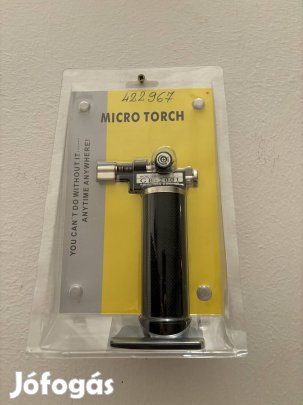 422967
MICRO TORCH
YOU CAN'T DO WITHOUT IT......
ANYTIME ANYWHERE!
Jófogás